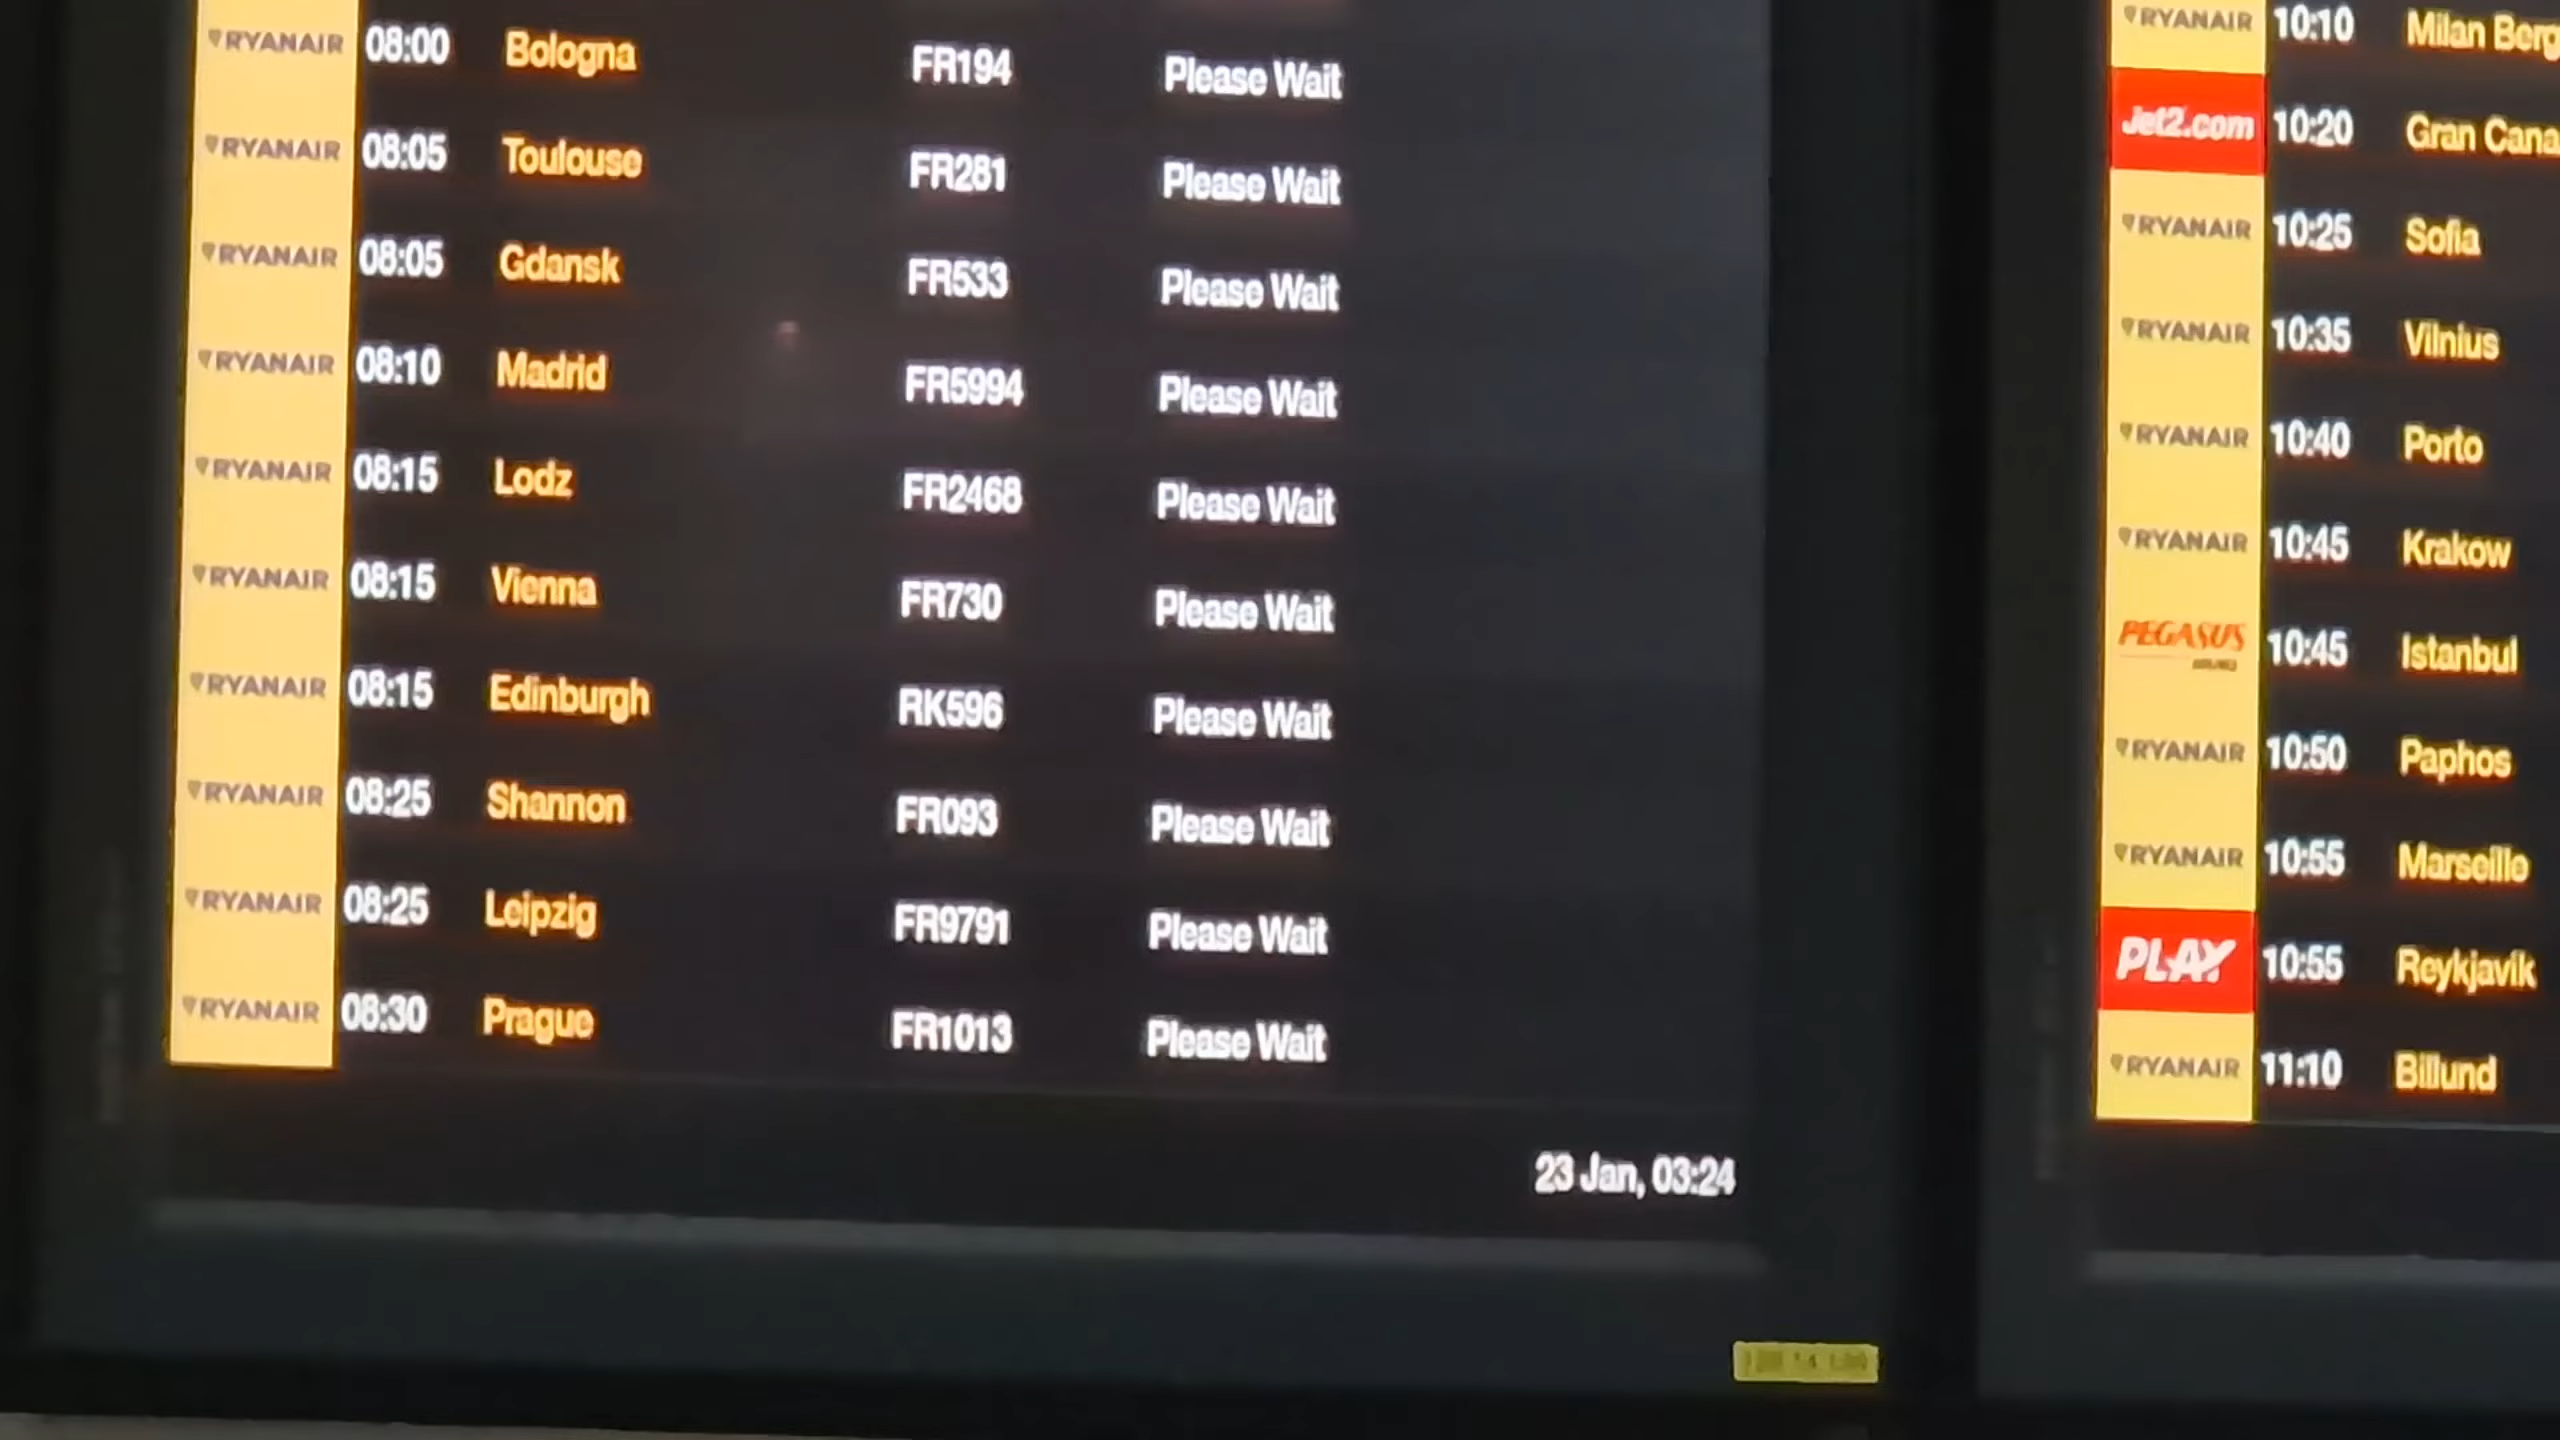 RYANAIR 08:00 Bologna FR194 Please Wait
RYANAIR 08:05 Toulouse FR281 Please Wait
RYANAIR 08:05 Gdansk FR533 Please Wait
RYANAIR 08:10 Madrid FR5994 Please Wait
RYANAIR 08:15 Lodz FR2468 Please Wait
RYANAIR 08:15 Vienna FR730 Please Wait
RYANAIR 08:15 Edinburgh RK596 Please Wait
RYANAIR 08:25 Shannon FR093 Please Wait
RYANAIR 08:25 Leipzig FR9791 Please Wait
RYANAIR 08:30 Prague FR1013 Please Wait
23 Jan, 03:24
RYANAIR 10:10 Milan Berg
Jet2.com 10:20 Gran Cana
RYANAIR 10:25 Sofia
RYANAIR 10:35 Vilnius
RYANAIR 10:40 Porto
RYANAIR 10:45 Krakow
PEGASUS 10:45 Istanbul
RYANAIR 10:50 Paphos
RYANAIR 10:55 Marseille
PLAY 10:55 Reykjavik
RYANAIR 11:10 Billund